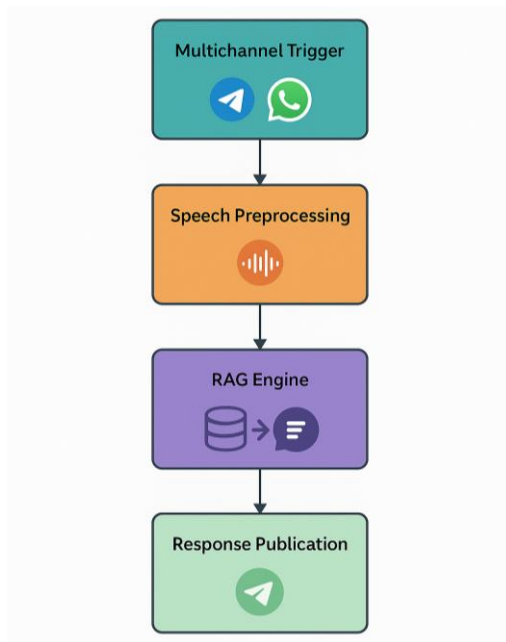 Multichannel Trigger
Speech Preprocessing
RAG Engine
Response Publication